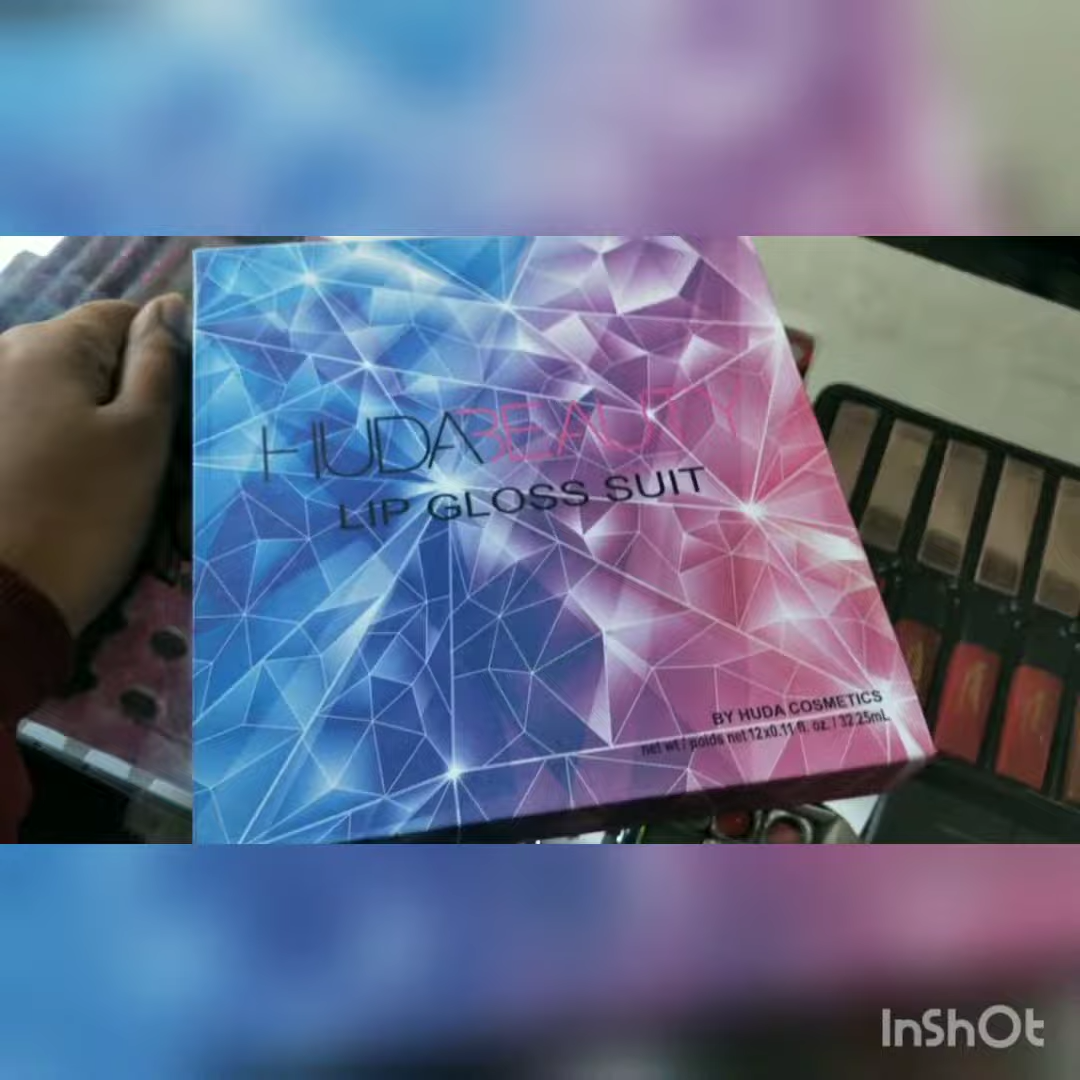 HUDABEAUTY
LIP GLOSS SUIT
BY HUDA COSMETICS
net wt / poids net 12x0.11 fl. oz. / 32.25mL
InShOt